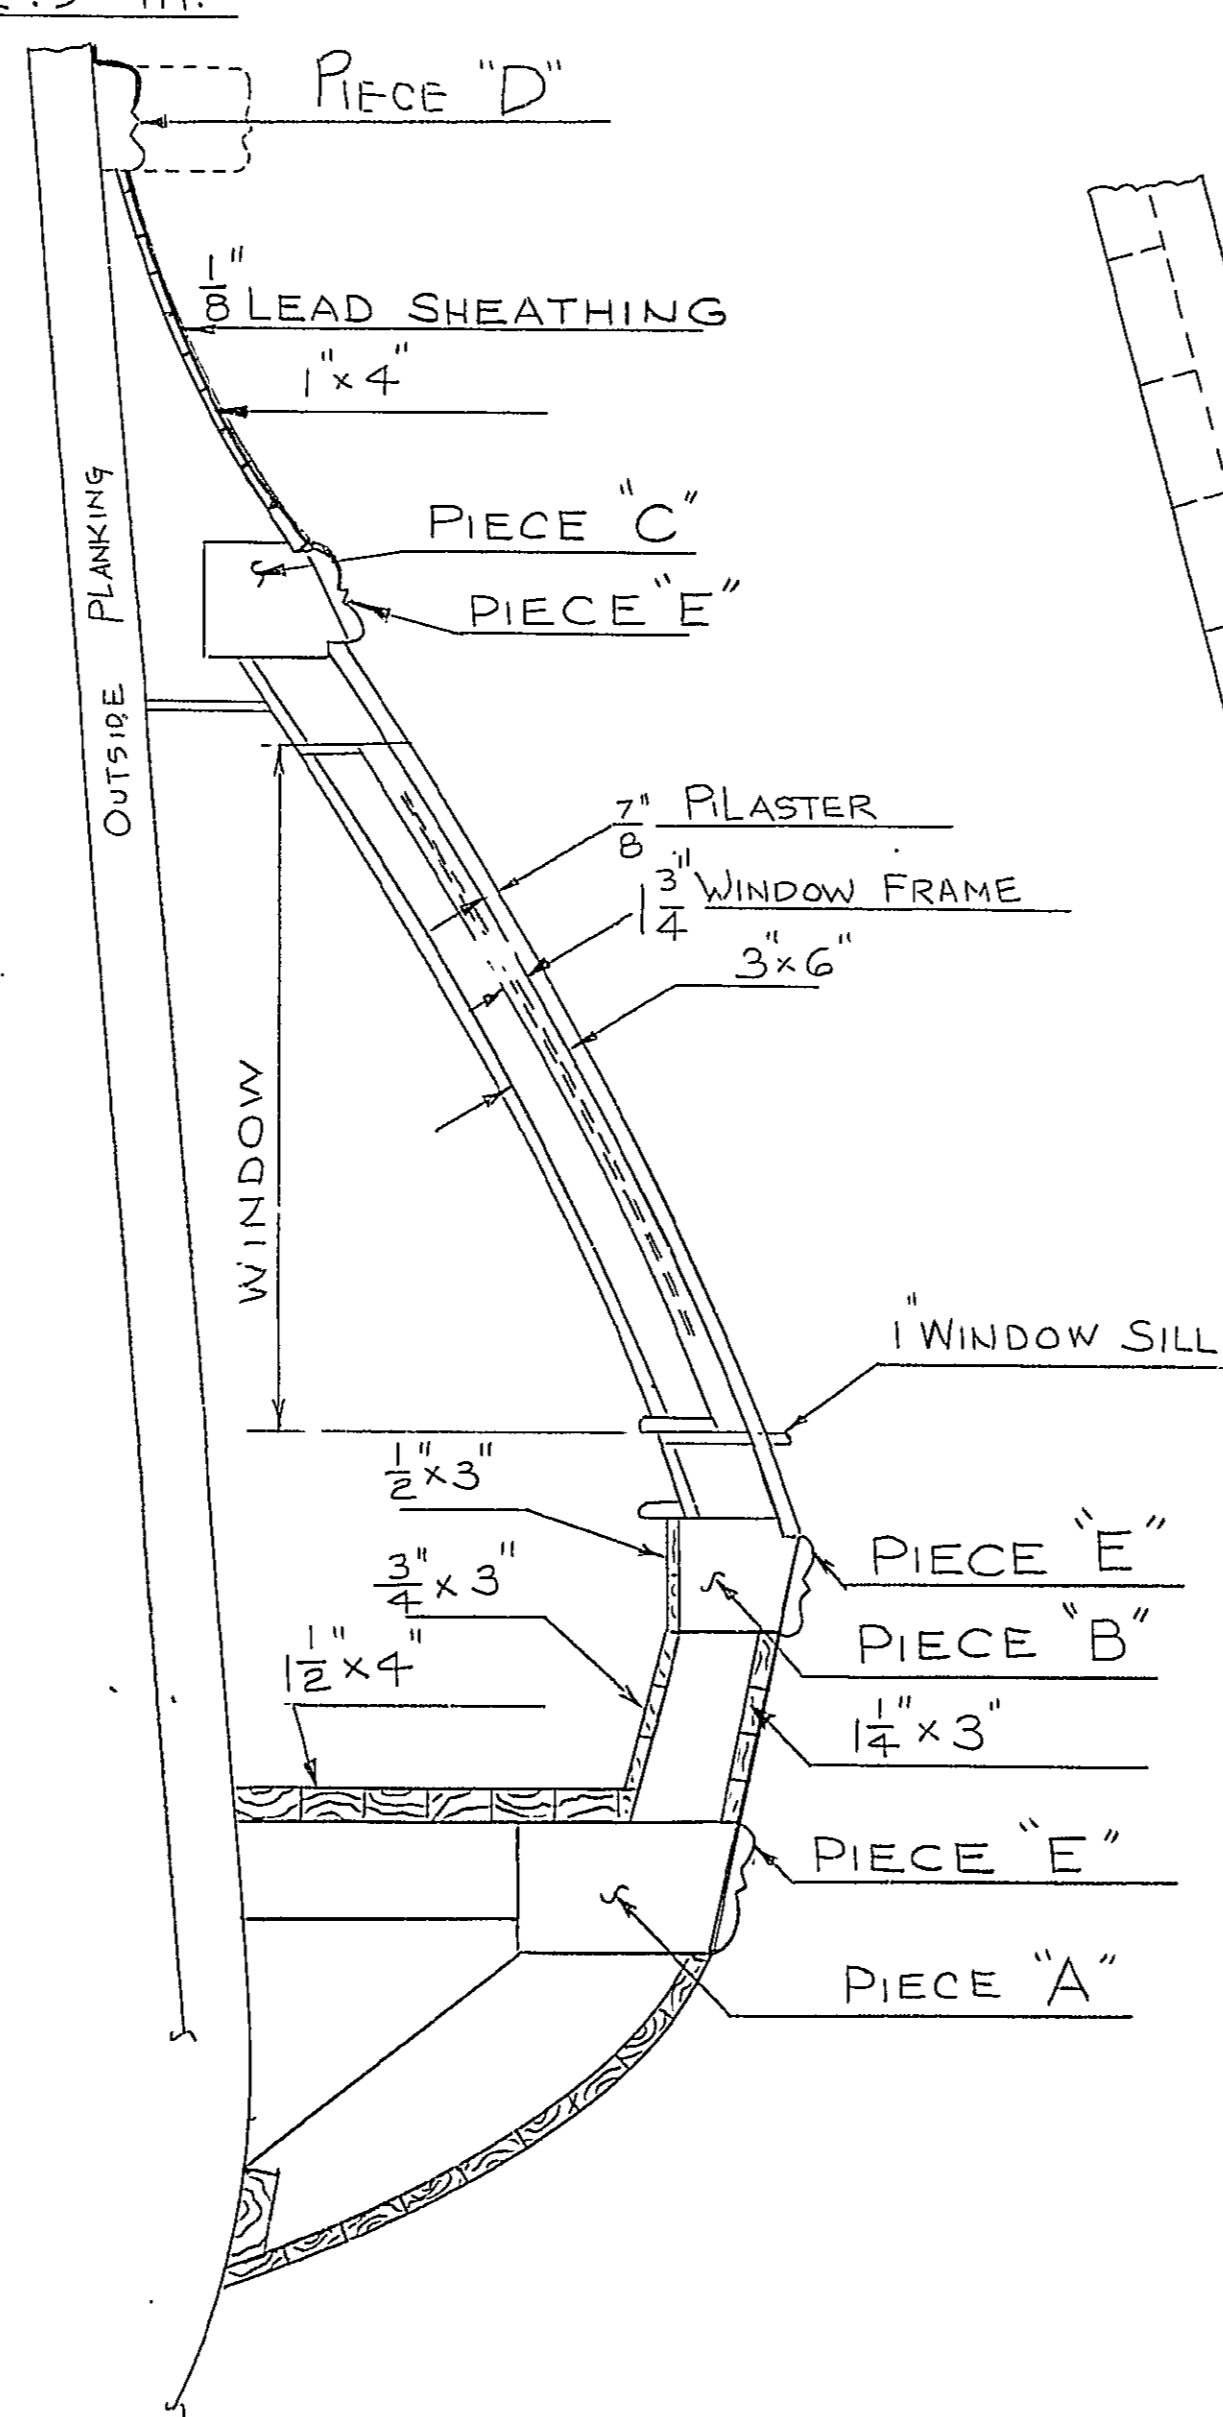 PIECE "D"
1/8" LEAD SHEATHING
1" x 4"
PIECE "C"
PIECE "E"
OUTSIDE PLANKING
7/8" PILASTER
1 3/4" WINDOW FRAME
3" x 6"
WINDOW
1" WINDOW SILL
1/2" x 3"
PIECE "E"
3/4" x 3"
PIECE "B"
1 1/2" x 4"
1 1/4" x 3"
PIECE "E"
PIECE "A"